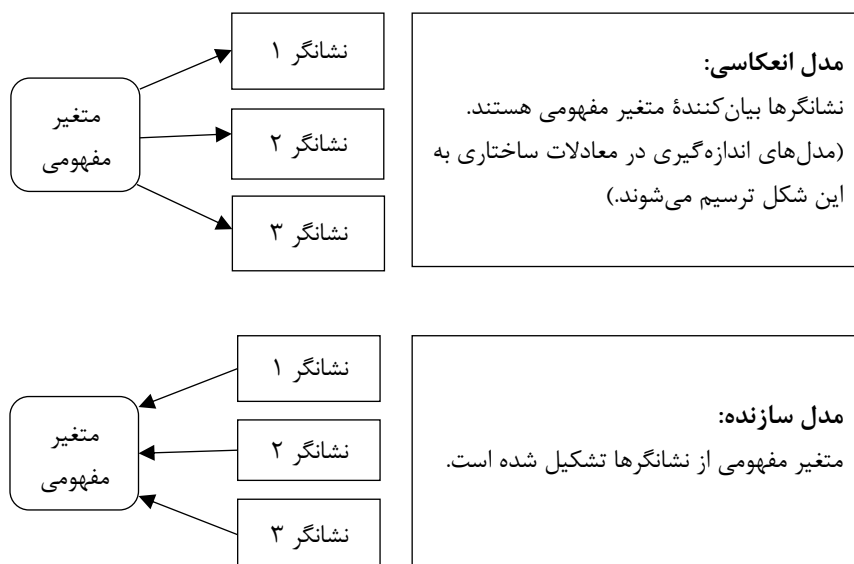 نشانگر ۱
متغیر
مفهومی
نشانگر ۲
نشانگر ۳
مدل انعکاسی:
نشانگرها بیان‌کنندهٔ متغیر مفهومی هستند.
(مدل‌های اندازه‌گیری در معادلات ساختاری به
این شکل ترسیم می‌شوند.)
نشانگر ۱
متغیر
مفهومی
نشانگر ۲
نشانگر ۳
مدل سازنده:
متغیر مفهومی از نشانگرها تشکیل شده است.